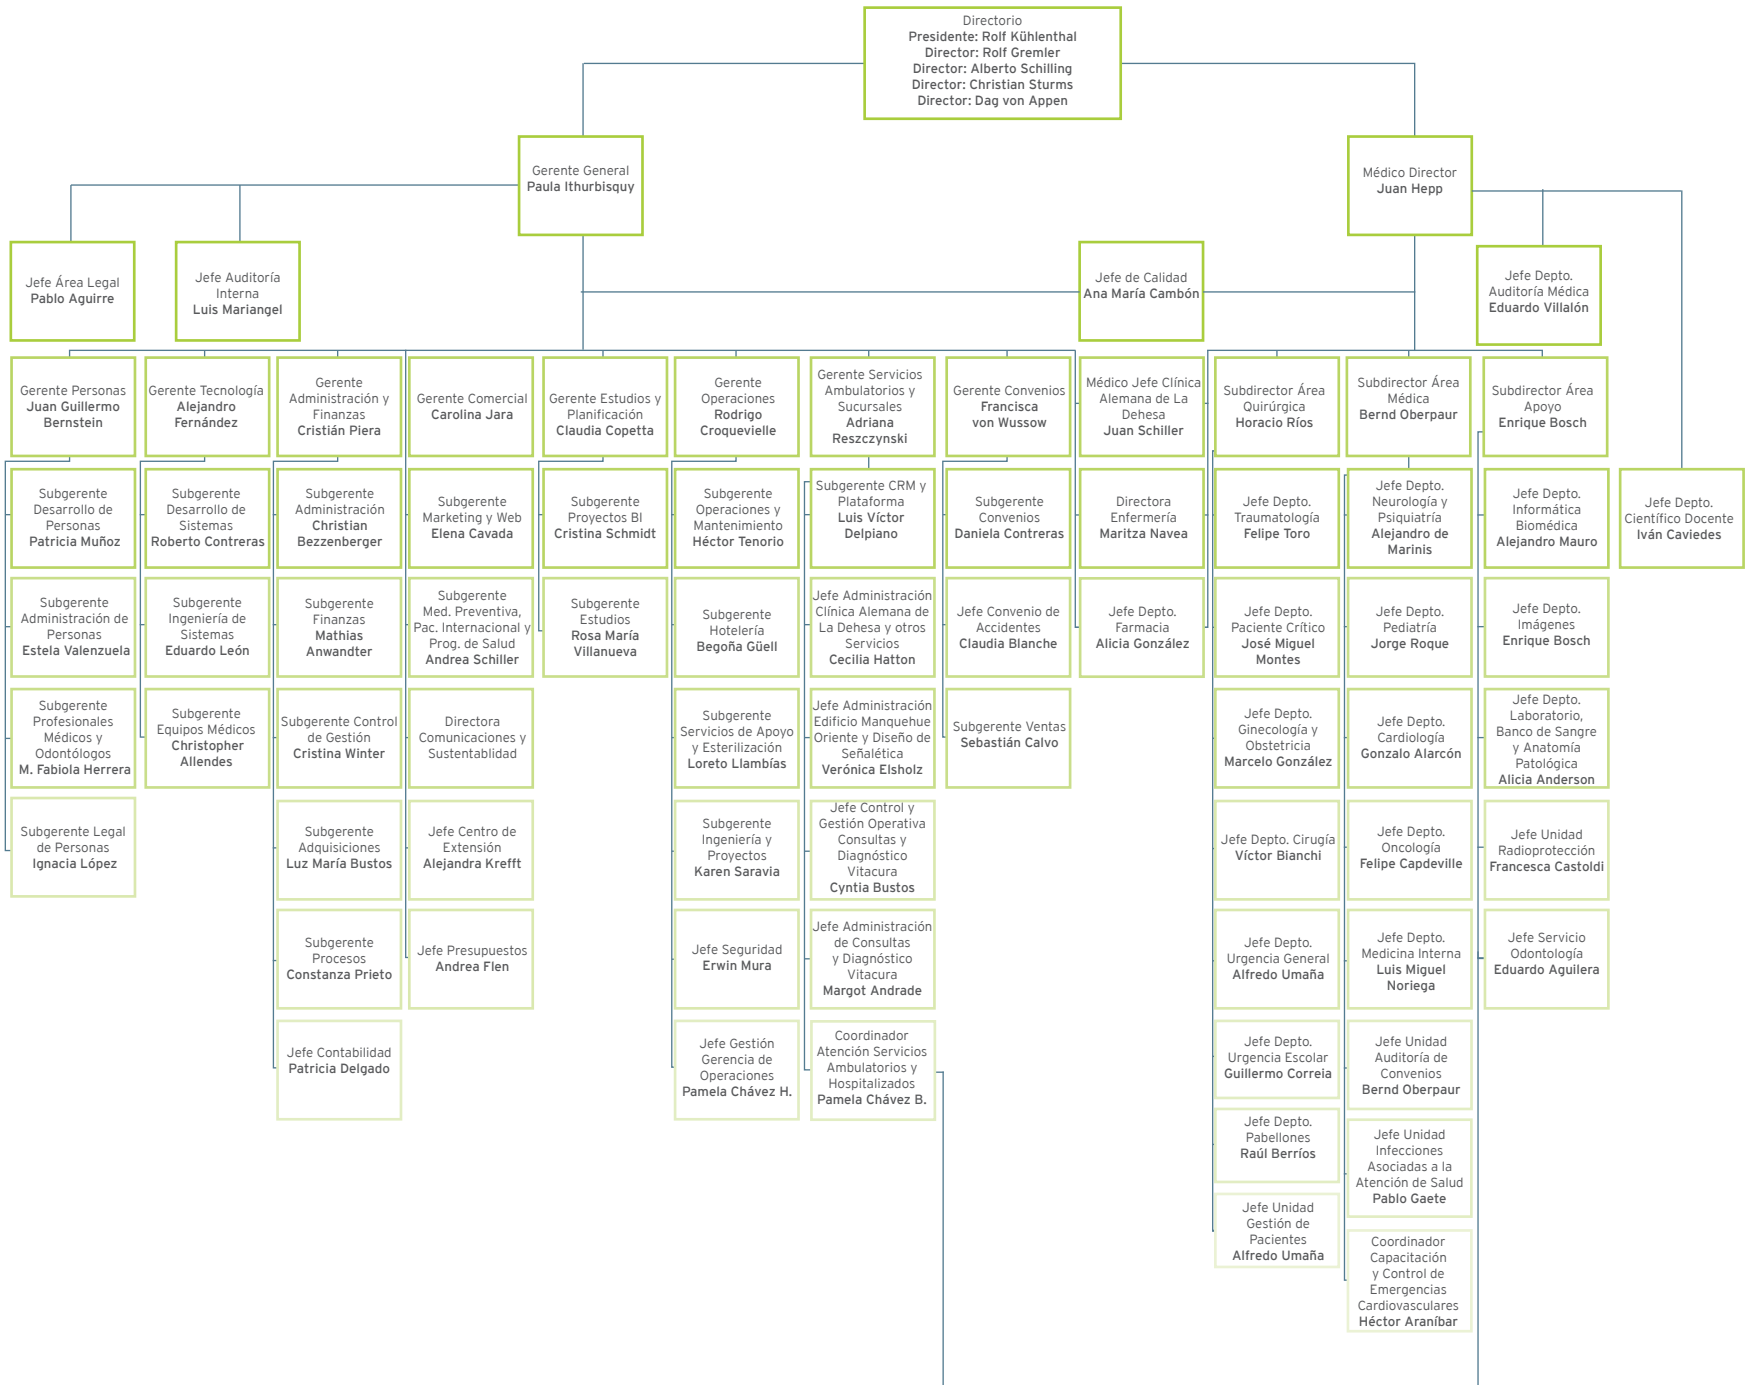 Directorio
Presidente: Rolf Kühlenthal
Director: Rolf Gremler
Director: Alberto Schilling
Director: Christian Sturms
Director: Dag von Appen
Gerente General
Paula Ithurbisquy
Médico Director
Juan Hepp
Jefe Área Legal
Pablo Aguirre
Jefe Auditoría
Interna
Luis Mariangel
Jefe de Calidad
Ana María Cambón
Jefe Depto.
Auditoría Médica
Eduardo Villalón
Gerente Personas
Juan Guillermo
Bernstein
Gerente Tecnología
Alejandro
Fernández
Gerente
Administración y
Finanzas
Cristián Piera
Gerente Comercial
Carolina Jara
Gerente Estudios y
Planificación
Claudia Copetta
Gerente
Operaciones
Rodrigo
Croquevielle
Gerente Servicios
Ambulatorios y
Sucursales
Adriana
Reszczynski
Gerente Convenios
Francisca
von Wussow
Médico Jefe Clínica
Alemana de La
Dehesa
Juan Schiller
Subdirector Área
Quirúrgica
Horacio Ríos
Subdirector Área
Médica
Bernd Oberpaur
Subdirector Área
Apoyo
Enrique Bosch
Subgerente
Desarrollo de
Personas
Patricia Muñoz
Subgerente
Desarrollo de
Sistemas
Roberto Contreras
Subgerente
Administración
Christian
Bezzenberger
Subgerente
Marketing y Web
Elena Cavada
Subgerente
Proyectos BI
Cristina Schmidt
Subgerente
Operaciones y
Mantenimiento
Héctor Tenorio
Subgerente CRM y
Plataforma
Luis Víctor
Delpiano
Subgerente
Convenios
Daniela Contreras
Directora
Enfermería
Maritza Navea
Jefe Depto.
Traumatología
Felipe Toro
Jefe Depto.
Neurología y
Psiquiatría
Alejandro de
Marinis
Jefe Depto.
Informática
Biomédica
Alejandro Mauro
Jefe Depto.
Científico Docente
Iván Caviedes
Subgerente
Administración de
Personas
Estela Valenzuela
Subgerente
Ingeniería de
Sistemas
Eduardo León
Subgerente
Finanzas
Mathias
Anwandter
Subgerente
Med. Preventiva,
Pac. Internacional y
Prog. de Salud
Andrea Schiller
Subgerente
Estudios
Rosa María
Villanueva
Subgerente
Hotelería
Begoña Güell
Jefe Administración
Clínica Alemana de
La Dehesa y otros
Servicios
Cecilia Hatton
Jefe Convenio de
Accidentes
Claudia Blanche
Jefe Depto.
Farmacia
Alicia González
Jefe Depto.
Paciente Crítico
José Miguel
Montes
Jefe Depto.
Pediatría
Jorge Roque
Jefe Depto.
Imágenes
Enrique Bosch
Subgerente
Profesionales
Médicos y
Odontólogos
M. Fabiola Herrera
Subgerente
Equipos Médicos
Christopher
Allendes
Subgerente Control
de Gestión
Cristina Winter
Directora
Comunicaciones y
Sustentablidad
Subgerente
Servicios de Apoyo
y Esterilización
Loreto Llambías
Jefe Administración
Edificio Manquehue
Oriente y Diseño de
Señalética
Verónica Elsholz
Subgerente Ventas
Sebastián Calvo
Jefe Depto.
Ginecología y
Obstetricia
Marcelo González
Jefe Depto.
Cardiología
Gonzalo Alarcón
Jefe Depto.
Laboratorio,
Banco de Sangre
y Anatomía
Patológica
Alicia Anderson
Subgerente Legal
de Personas
Ignacia López
Subgerente
Adquisiciones
Luz María Bustos
Jefe Centro de
Extensión
Alejandra Krefft
Subgerente
Ingeniería y
Proyectos
Karen Saravia
Jefe Control y
Gestión Operativa
Consultas y
Diagnóstico
Vitacura
Cyntia Bustos
Jefe Depto. Cirugía
Víctor Bianchi
Jefe Depto.
Oncología
Felipe Capdeville
Jefe Unidad
Radioprotección
Francesca Castoldi
Subgerente
Procesos
Constanza Prieto
Jefe Presupuestos
Andrea Flen
Jefe Seguridad
Erwin Mura
Jefe Administración
de Consultas
y Diagnóstico
Vitacura
Margot Andrade
Jefe Depto.
Urgencia General
Alfredo Umaña
Jefe Depto.
Medicina Interna
Luis Miguel
Noriega
Jefe Servicio
Odontología
Eduardo Aguilera
Jefe Contabilidad
Patricia Delgado
Jefe Gestión
Gerencia de
Operaciones
Pamela Chávez H.
Coordinador
Atención Servicios
Ambulatorios y
Hospitalizados
Pamela Chávez B.
Jefe Depto.
Urgencia Escolar
Guillermo Correia
Jefe Unidad
Auditoría de
Convenios
Bernd Oberpaur
Jefe Depto.
Pabellones
Raúl Berríos
Jefe Unidad
Infecciones
Asociadas a la
Atención de Salud
Pablo Gaete
Jefe Unidad
Gestión de
Pacientes
Alfredo Umaña
Coordinador
Capacitación
y Control de
Emergencias
Cardiovasculares
Héctor Araníbar